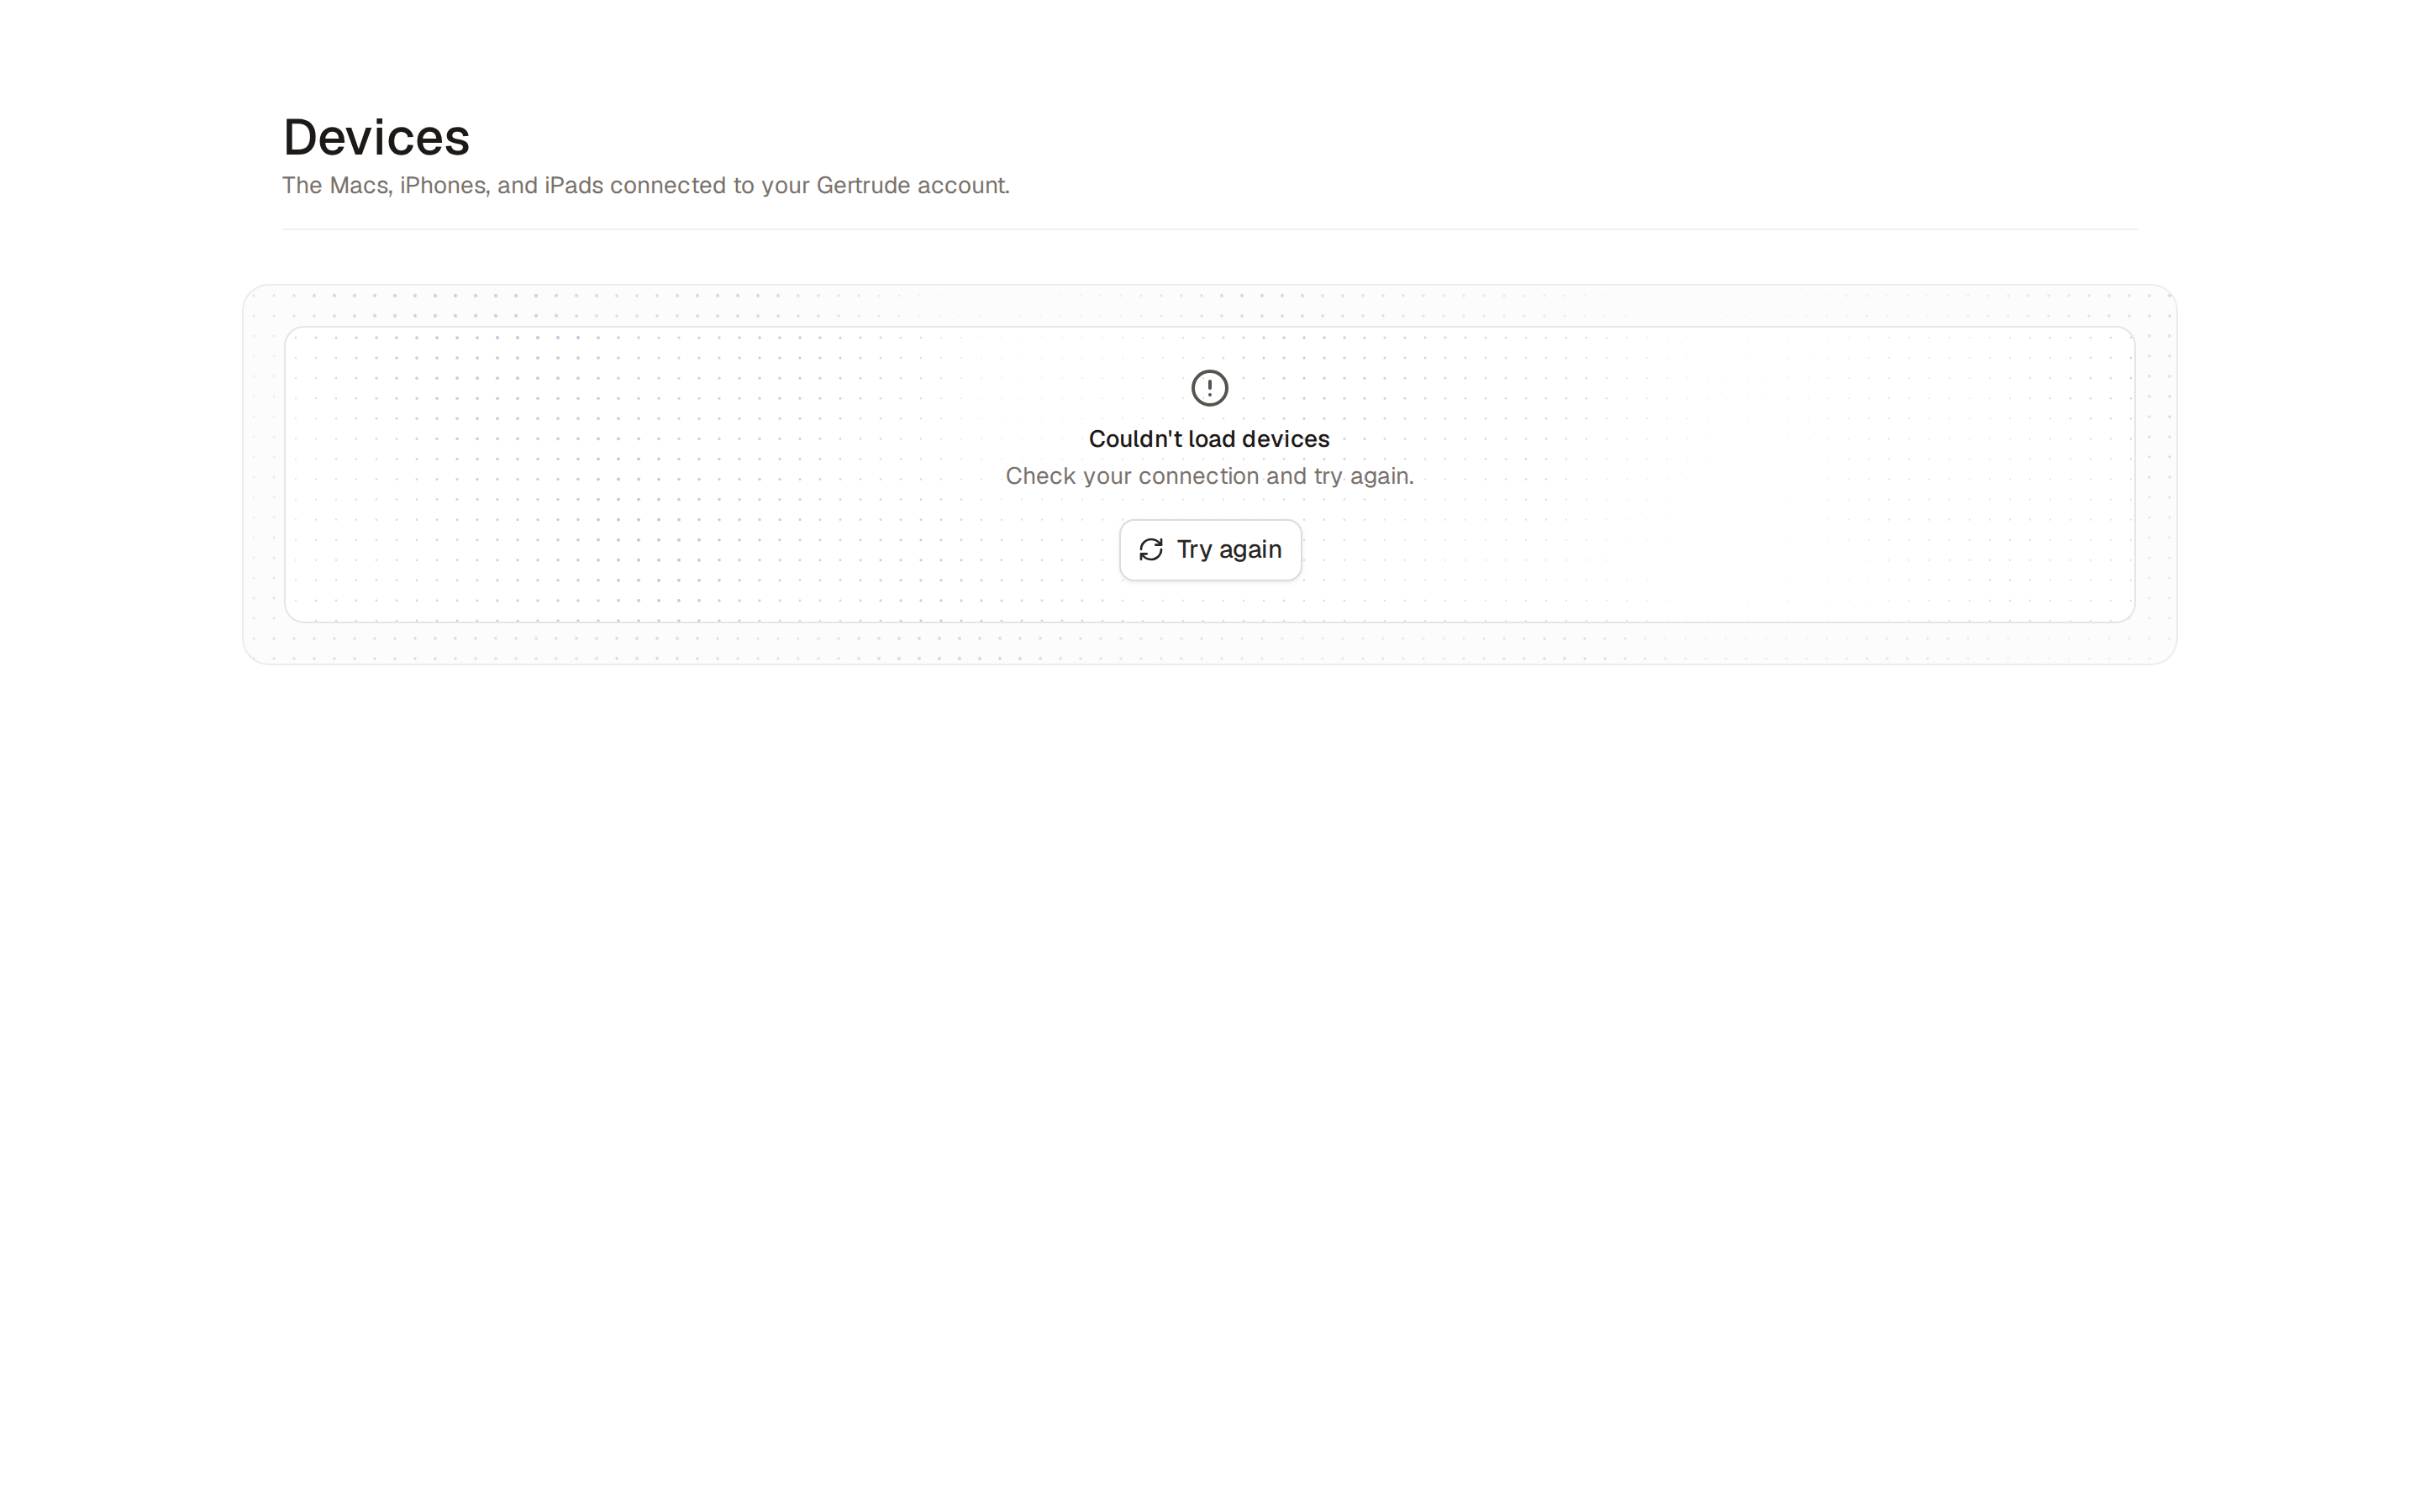 Devices
The Macs, iPhones, and iPads connected to your Gertrude account.
Couldn't load devices
Check your connection and try again.
Try again